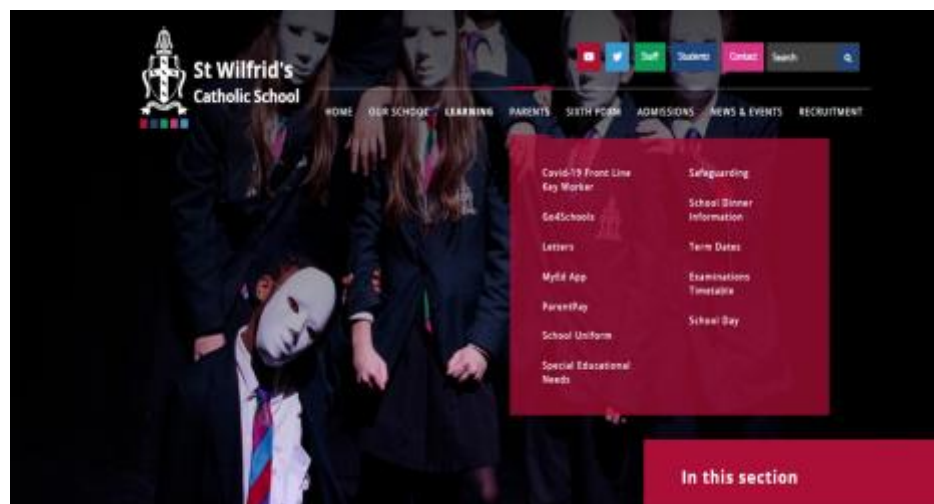 St Wilfrid's
Catholic School
Staff Students Contact Search
HOME OUR SCHOOL LEARNING PARENTS SIXTH FORM ADMISSIONS NEWS & EVENTS RECRUITMENT
Covid-19 Front Line
Key Worker
Go4Schools
Letters
MyEd App
ParentPay
School Uniform
Special Educational
Needs
Safeguarding
School Dinner
Information
Term Dates
Examinations
Timetable
School Day
In this section